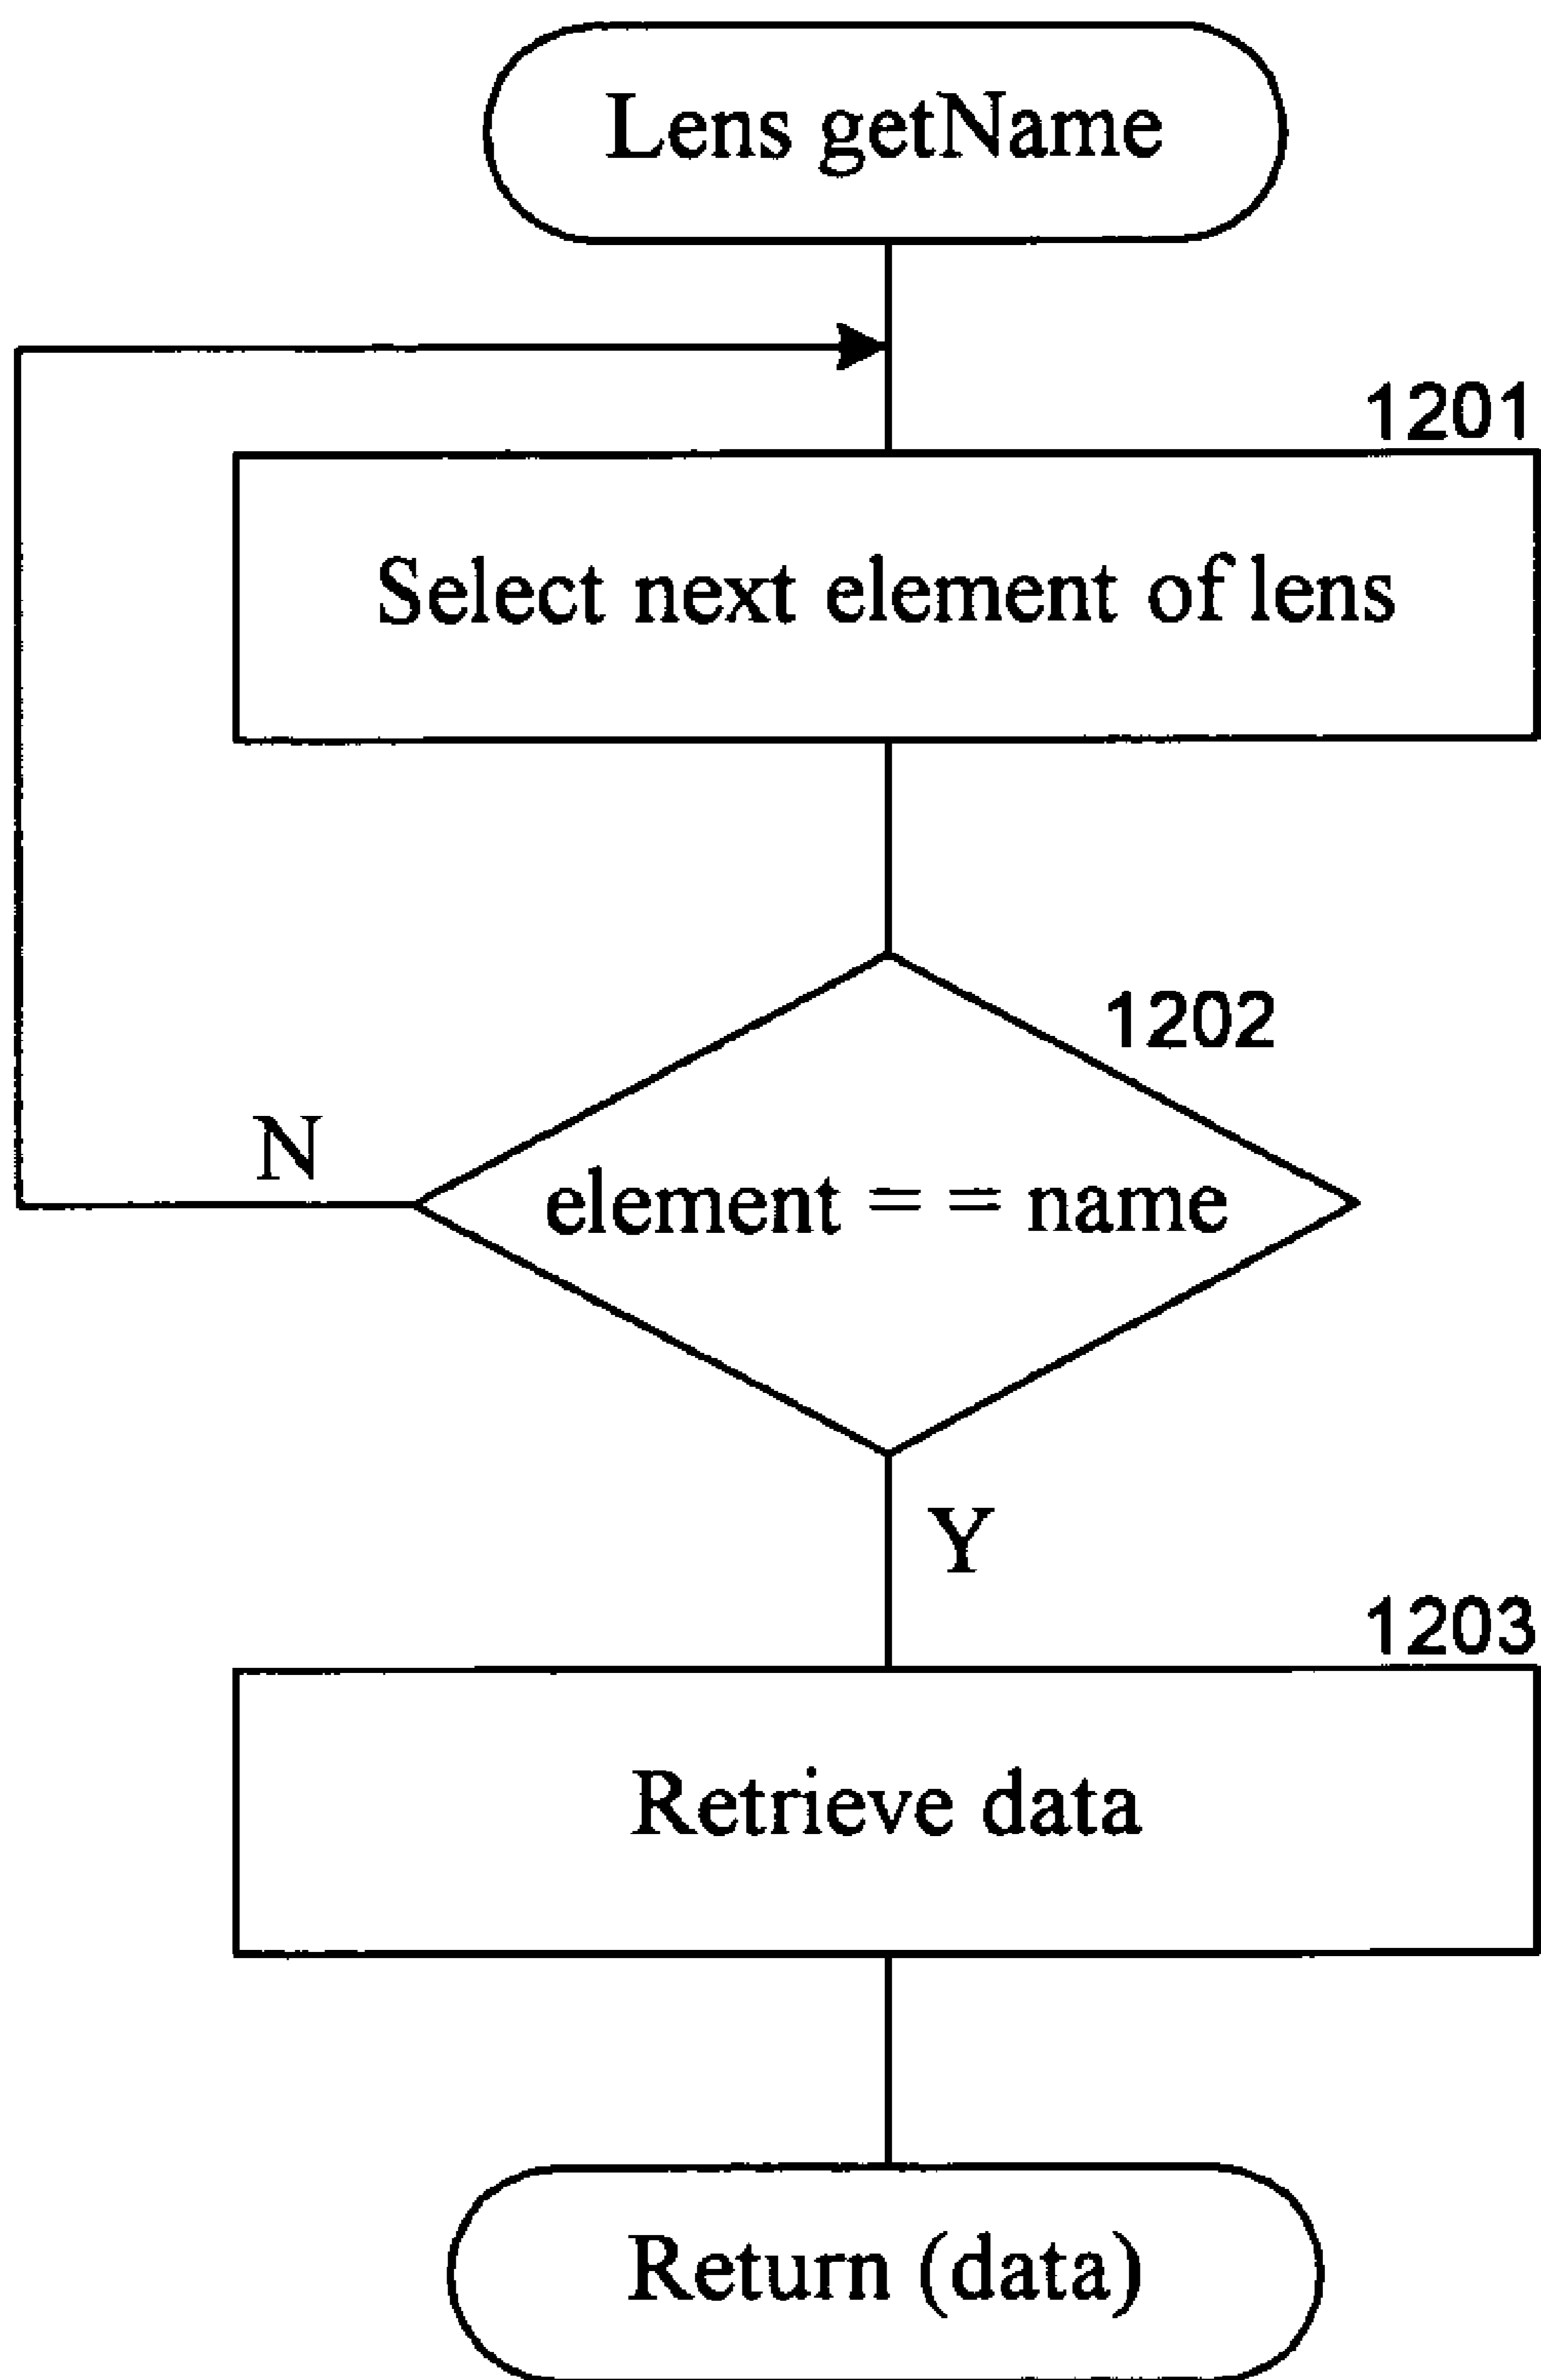 Lens getName
1201
Select next element of lens
1202
N
element = = name
Y
1203
Retrieve data
Return (data)